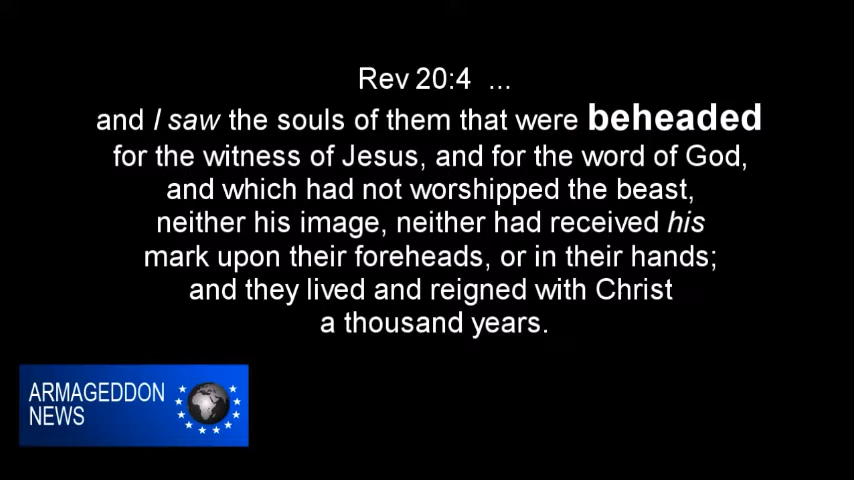 Rev 20:4 ...
and I saw the souls of them that were beheaded
for the witness of Jesus, and for the word of God,
and which had not worshipped the beast,
neither his image, neither had received his
mark upon their foreheads, or in their hands;
and they lived and reigned with Christ
a thousand years.
ARMAGEDDON
NEWS